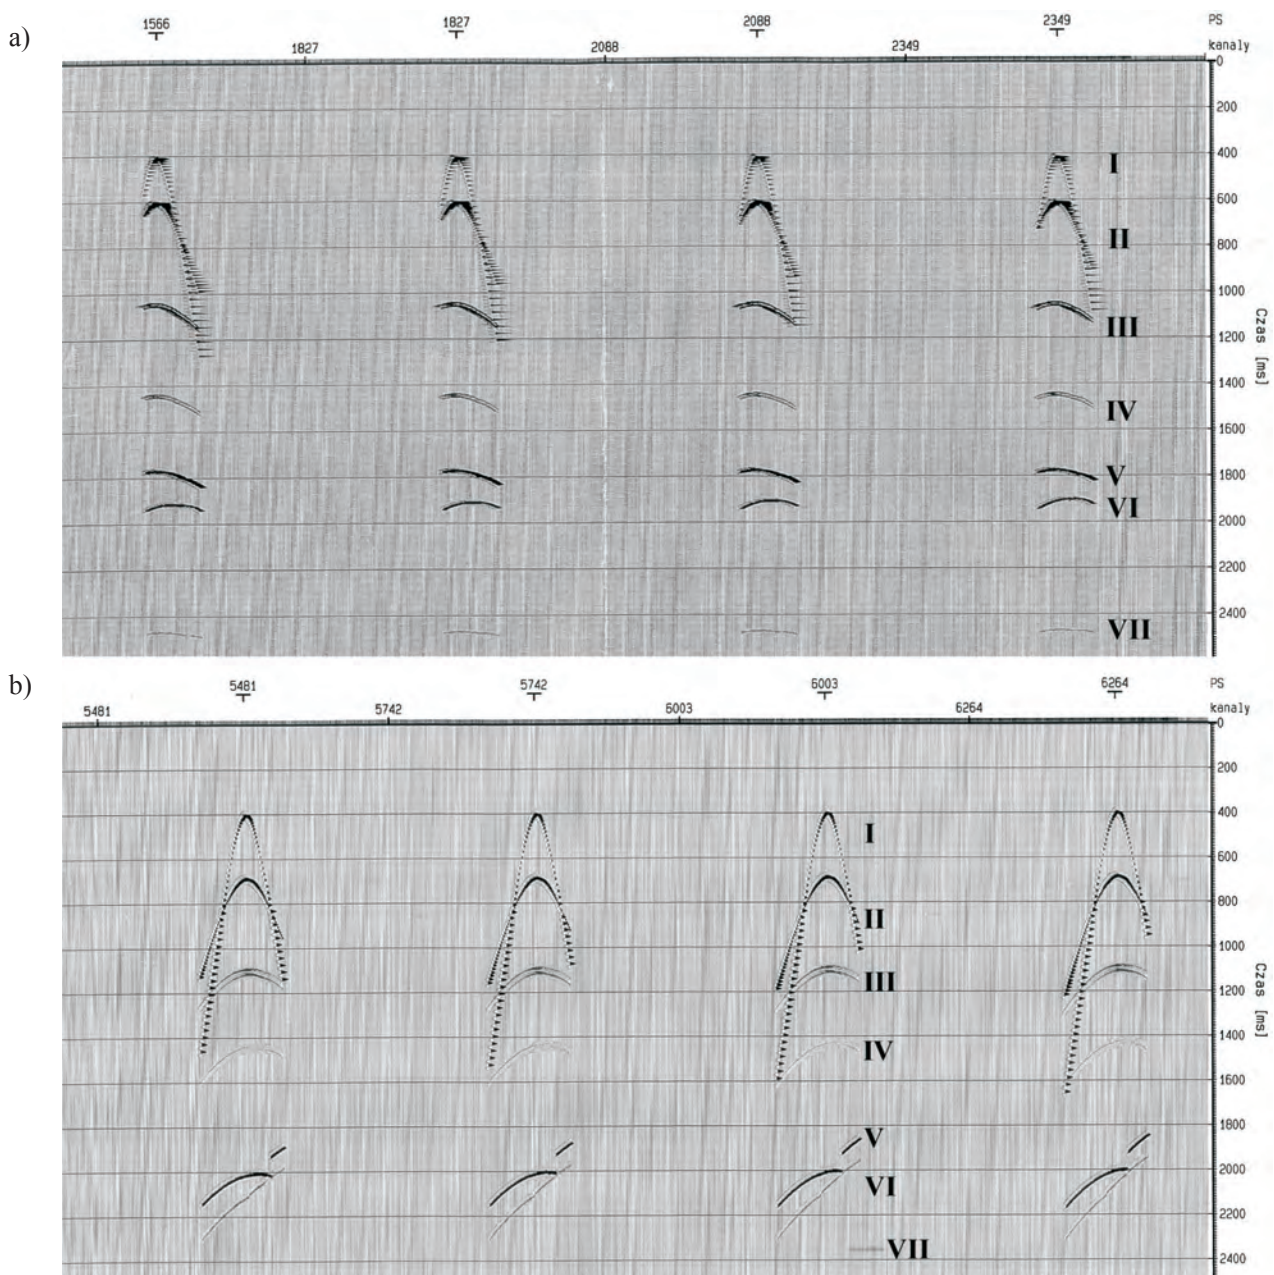 a)
1566 1827 2088 2349 PS
1827 2088 2349 kanaly
0
200
400
I
600
II
800
1000
III
1200
Czas [ms]
1400
IV
1600
V
1800
VI
2000
2200
2400
VII
b)
5481 5742 6003 6264 PS
5481 5742 6003 6264 kanaly
0
200
400
I
600
800
II
1000
III
1200
Czas [ms]
1400
IV
1600
1800
V
2000
VI
2200
VII
2400